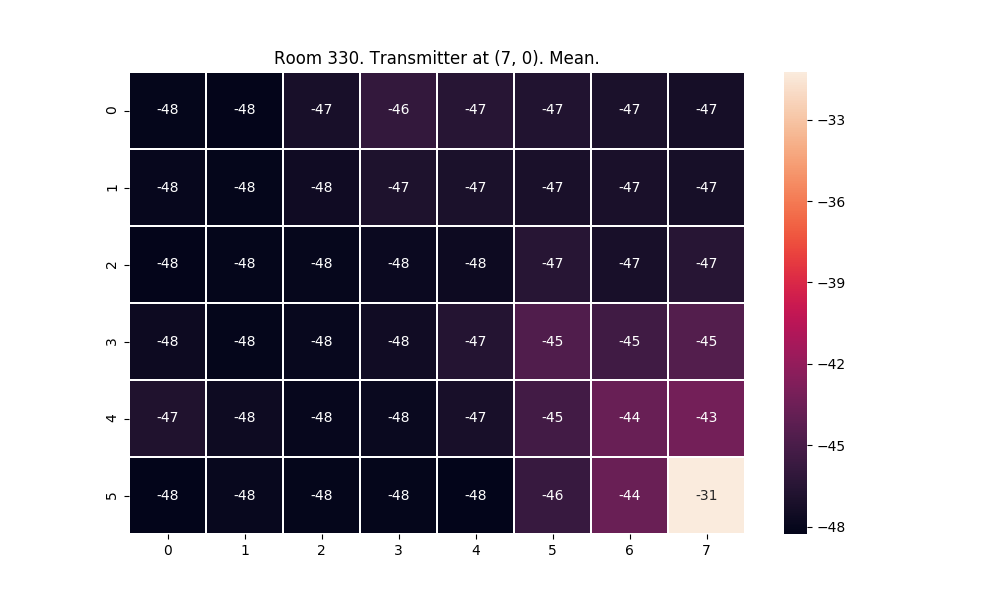 Room 330. Transmitter at (7, 0). Mean.
0 -48 -48 -47 -46 -47 -47 -47 -47
1 -48 -48 -48 -47 -47 -47 -47 -47
2 -48 -48 -48 -48 -48 -47 -47 -47
3 -48 -48 -48 -48 -47 -45 -45 -45
4 -47 -48 -48 -48 -47 -45 -44 -43
5 -48 -48 -48 -48 -48 -46 -44 -31
0 1 2 3 4 5 6 7
−33
−36
−39
−42
−45
−48